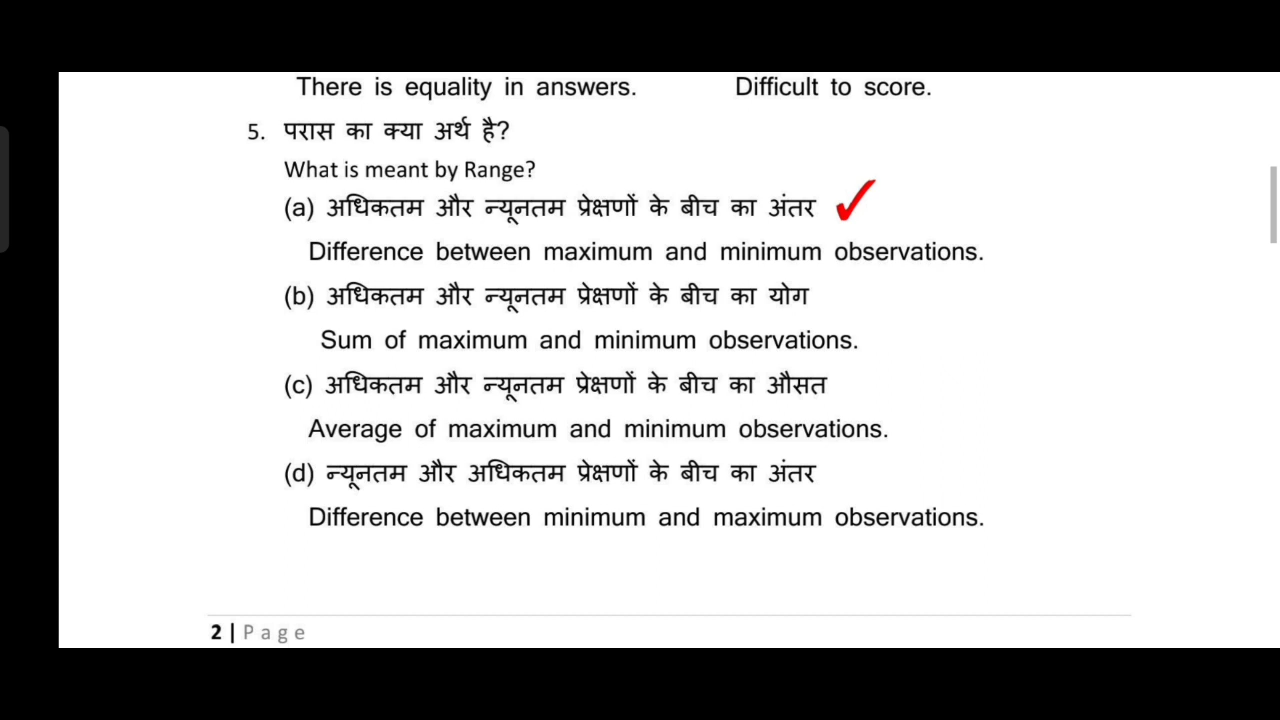 There is equality in answers. Difficult to score.
5. परास का क्या अर्थ है?
What is meant by Range?
(a) अधिकतम और न्यूनतम प्रेक्षणों के बीच का अंतर
Difference between maximum and minimum observations.
(b) अधिकतम और न्यूनतम प्रेक्षणों के बीच का योग
Sum of maximum and minimum observations.
(c) अधिकतम और न्यूनतम प्रेक्षणों के बीच का औसत
Average of maximum and minimum observations.
(d) न्यूनतम और अधिकतम प्रेक्षणों के बीच का अंतर
Difference between minimum and maximum observations.
2 | Page